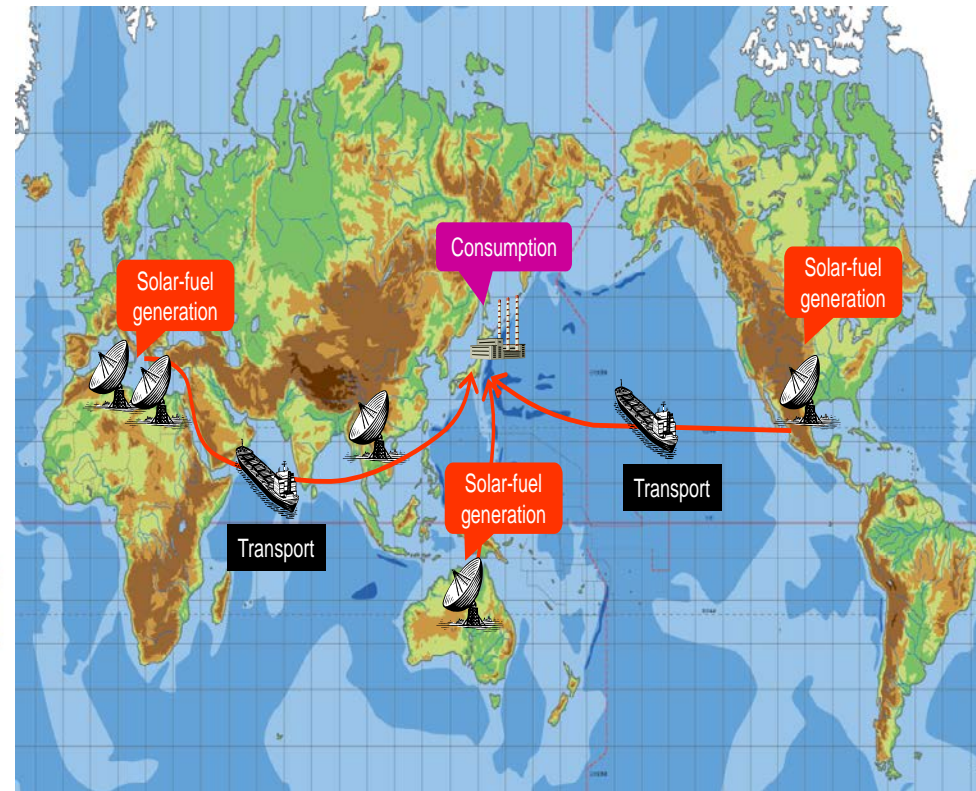 Consumption
Solar-fuel
generation
Solar-fuel
generation
Solar-fuel
generation
Transport
Transport